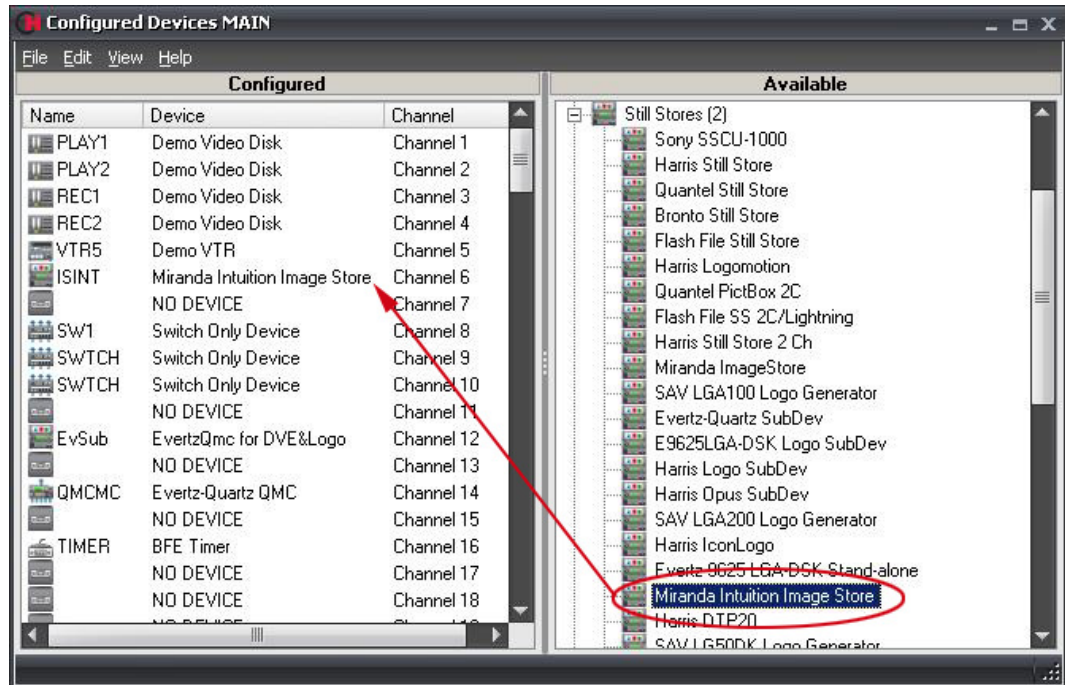 Configured Devices MAIN
File Edit View Help
Configured
Name Device Channel
PLAY1 Demo Video Disk Channel 1
PLAY2 Demo Video Disk Channel 2
REC1 Demo Video Disk Channel 3
REC2 Demo Video Disk Channel 4
VTR5 Demo VTR Channel 5
ISINT Miranda Intuition Image Store Channel 6
NO DEVICE Channel 7
SW1 Switch Only Device Channel 8
SWTCH Switch Only Device Channel 9
SWTCH Switch Only Device Channel 10
NO DEVICE Channel 11
EvSub EvertzQmc for DVE&Logo Channel 12
NO DEVICE Channel 13
QMCMC Evertz-Quartz QMC Channel 14
NO DEVICE Channel 15
TIMER BFE Timer Channel 16
NO DEVICE Channel 17
NO DEVICE Channel 18
Available
Still Stores (2)
Sony SSCU-1000
Harris Still Store
Quantel Still Store
Bronto Still Store
Flash File Still Store
Harris Logomotion
Quantel PictBox 2C
Flash File SS 2C/Lightning
Harris Still Store 2 Ch
Miranda ImageStore
SAV LGA100 Logo Generator
Evertz-Quartz SubDev
E9625LGA-DSK Logo SubDev
Harris Logo SubDev
Harris Opus SubDev
SAV LGA200 Logo Generator
Harris IconLogo
Evertz 9625 LGA-DSK Stand-alone
Miranda Intuition Image Store
Harris DTP20
SAV LG50DK Logo Generator